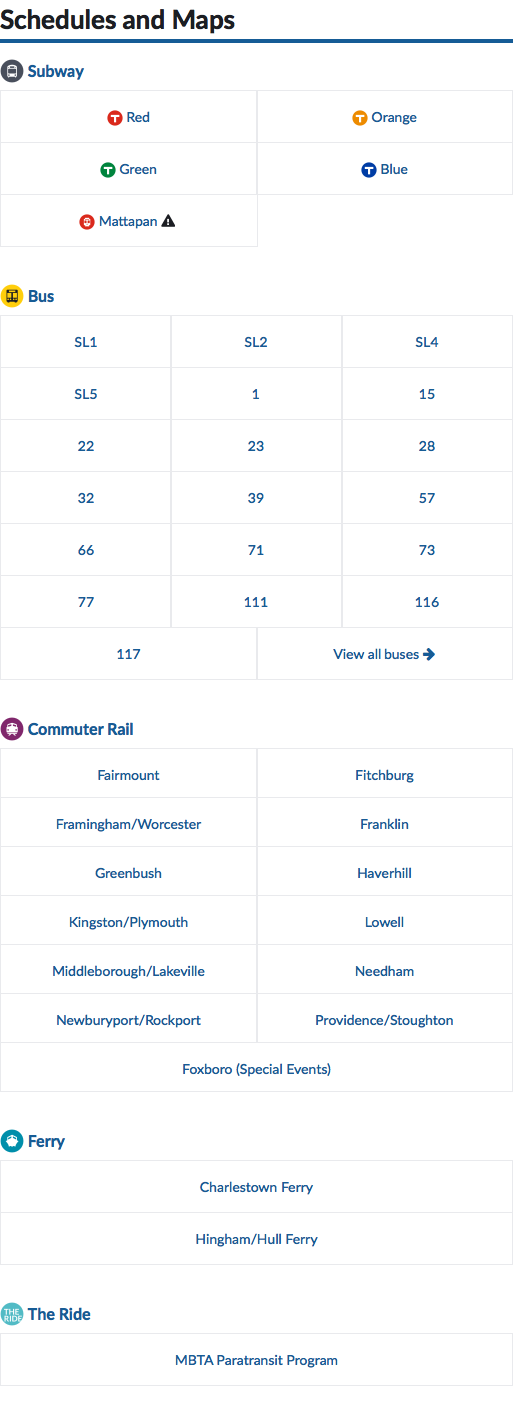 Schedules and Maps
Subway
T Red
T Orange
T Green
T Blue
Mattapan
Bus
SL1
SL2
SL4
SL5
1
15
22
23
28
32
39
57
66
71
73
77
111
116
117
View all buses
Commuter Rail
Fairmount
Fitchburg
Framingham/Worcester
Franklin
Greenbush
Haverhill
Kingston/Plymouth
Lowell
Middleborough/Lakeville
Needham
Newburyport/Rockport
Providence/Stoughton
Foxboro (Special Events)
Ferry
Charlestown Ferry
Hingham/Hull Ferry
THE
RIDE
The Ride
MBTA Paratransit Program